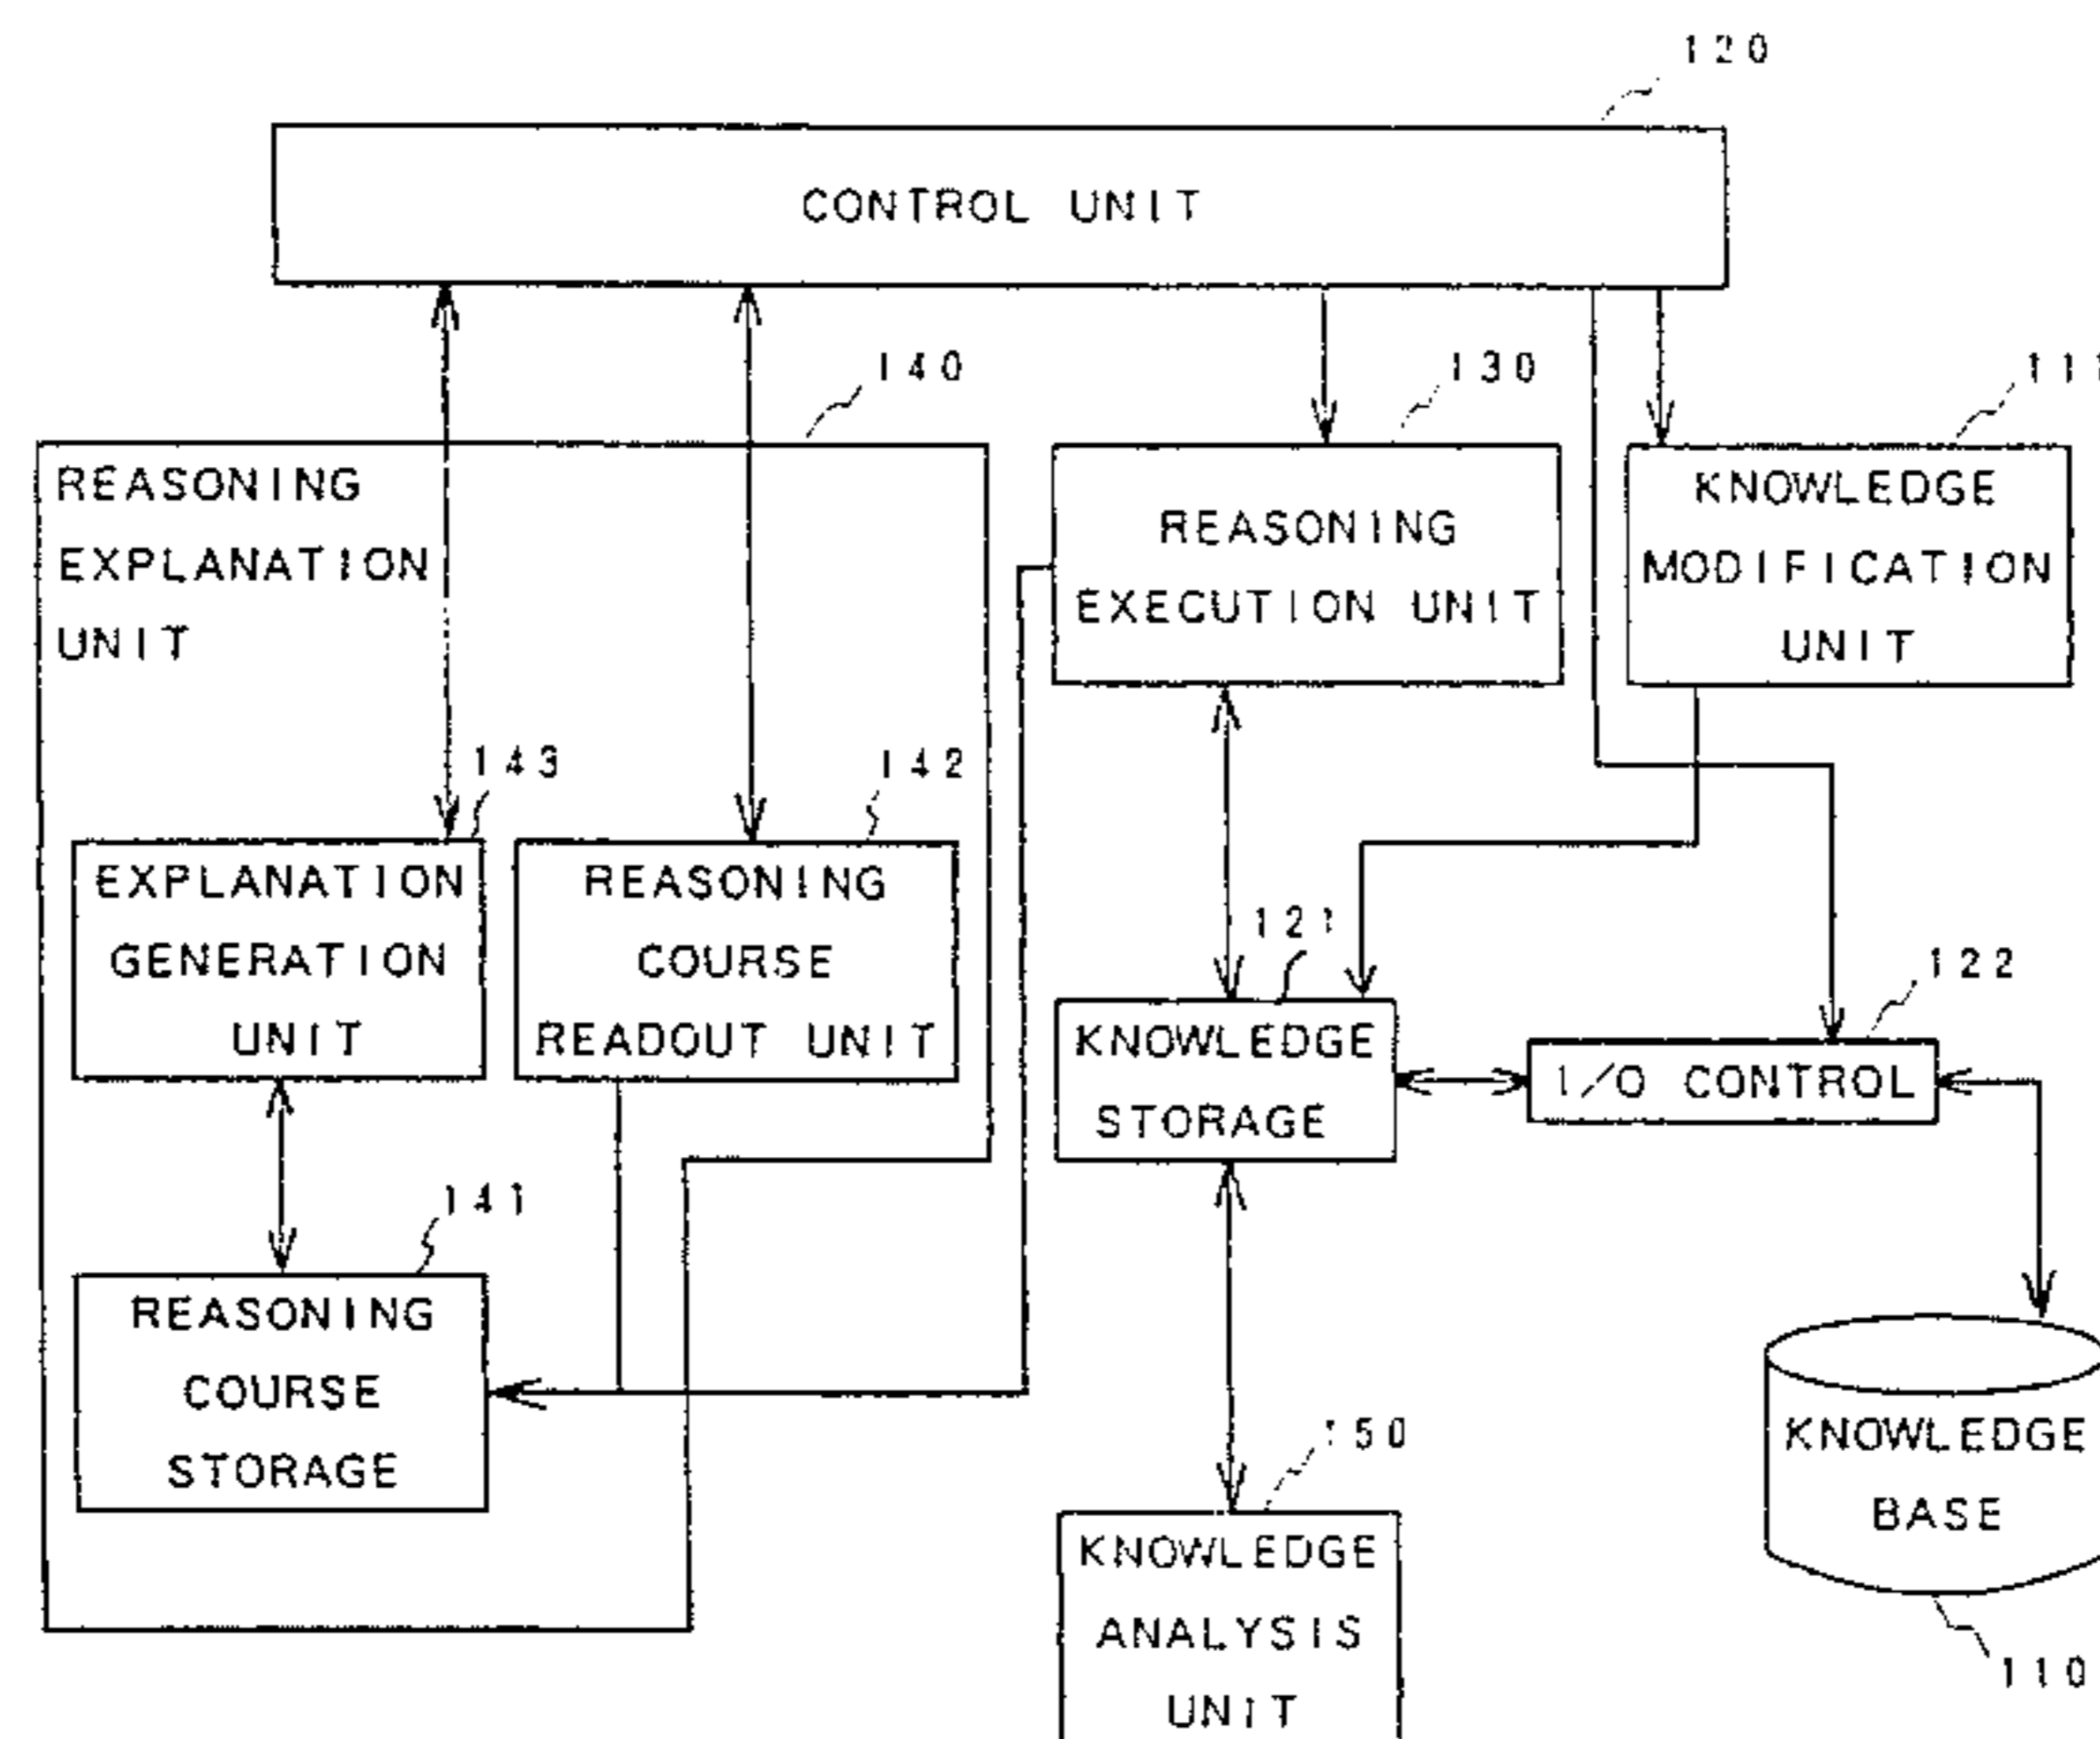 120
CONTROL UNIT
140
130
111
REASONING
EXPLANATION
UNIT
REASONING
EXECUTION UNIT
KNOWLEDGE
MODIFICATION
UNIT
143
142
EXPLANATION
GENERATION
UNIT
REASONING
COURSE
READOUT UNIT
121
122
KNOWLEDGE
STORAGE
I/O CONTROL
141
REASONING
COURSE
STORAGE
150
KNOWLEDGE
ANALYSIS
UNIT
KNOWLEDGE
BASE
110